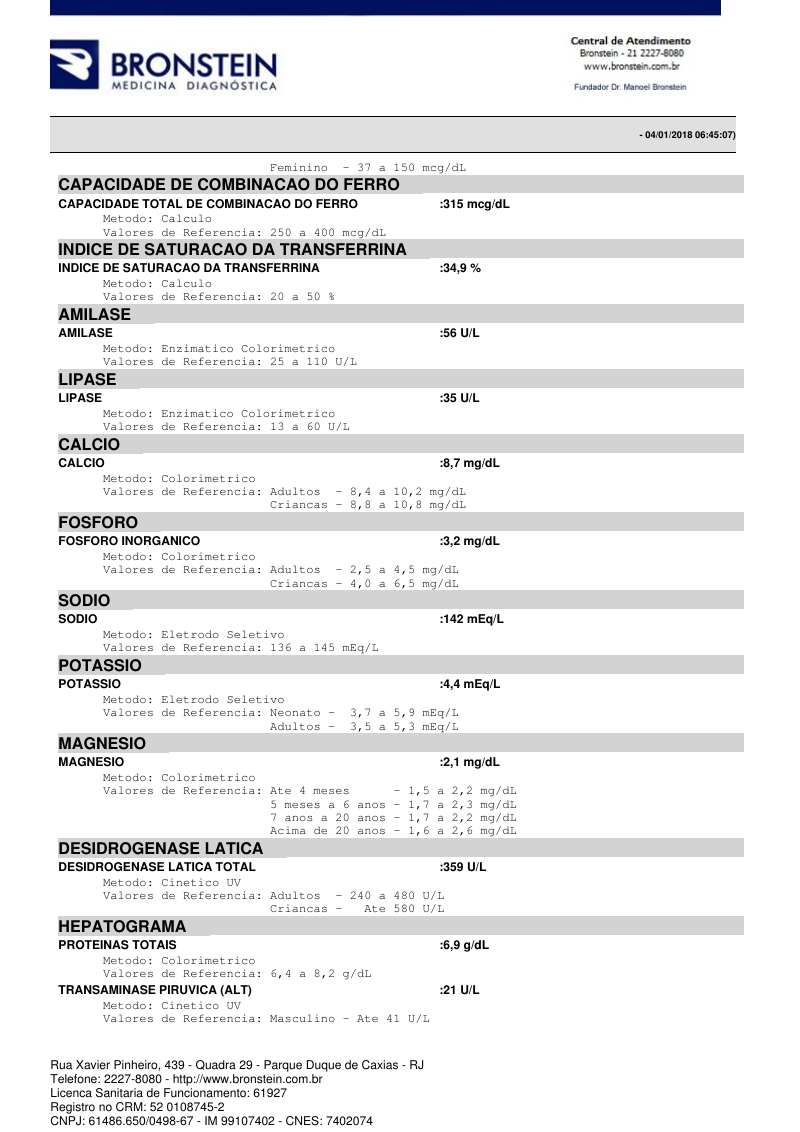 BRONSTEIN
MEDICINA DIAGNÓSTICA
Central de Atendimento
Bronstein - 21 2227-8080
www.bronstein.com.br
Fundador Dr. Manoel Bronstein
- 04/01/2018 06:45:07)
Feminino - 37 a 150 mcg/dL
CAPACIDADE DE COMBINACAO DO FERRO
CAPACIDADE TOTAL DE COMBINACAO DO FERRO :315 mcg/dL
Metodo: Calculo
Valores de Referencia: 250 a 400 mcg/dL
INDICE DE SATURACAO DA TRANSFERRINA
INDICE DE SATURACAO DA TRANSFERRINA :34,9 %
Metodo: Calculo
Valores de Referencia: 20 a 50 %
AMILASE
AMILASE :56 U/L
Metodo: Enzimatico Colorimetrico
Valores de Referencia: 25 a 110 U/L
LIPASE
LIPASE :35 U/L
Metodo: Enzimatico Colorimetrico
Valores de Referencia: 13 a 60 U/L
CALCIO
CALCIO :8,7 mg/dL
Metodo: Colorimetrico
Valores de Referencia: Adultos - 8,4 a 10,2 mg/dL
Criancas - 8,8 a 10,8 mg/dL
FOSFORO
FOSFORO INORGANICO :3,2 mg/dL
Metodo: Colorimetrico
Valores de Referencia: Adultos - 2,5 a 4,5 mg/dL
Criancas - 4,0 a 6,5 mg/dL
SODIO
SODIO :142 mEq/L
Metodo: Eletrodo Seletivo
Valores de Referencia: 136 a 145 mEq/L
POTASSIO
POTASSIO :4,4 mEq/L
Metodo: Eletrodo Seletivo
Valores de Referencia: Neonato - 3,7 a 5,9 mEq/L
Adultos - 3,5 a 5,3 mEq/L
MAGNESIO
MAGNESIO :2,1 mg/dL
Metodo: Colorimetrico
Valores de Referencia: Ate 4 meses - 1,5 a 2,2 mg/dL
5 meses a 6 anos - 1,7 a 2,3 mg/dL
7 anos a 20 anos - 1,7 a 2,2 mg/dL
Acima de 20 anos - 1,6 a 2,6 mg/dL
DESIDROGENASE LATICA
DESIDROGENASE LATICA TOTAL :359 U/L
Metodo: Cinetico UV
Valores de Referencia: Adultos - 240 a 480 U/L
Criancas - Ate 580 U/L
HEPATOGRAMA
PROTEINAS TOTAIS :6,9 g/dL
Metodo: Colorimetrico
Valores de Referencia: 6,4 a 8,2 g/dL
TRANSAMINASE PIRUVICA (ALT) :21 U/L
Metodo: Cinetico UV
Valores de Referencia: Masculino - Ate 41 U/L
Rua Xavier Pinheiro, 439 - Quadra 29 - Parque Duque de Caxias - RJ
Telefone: 2227-8080 - http://www.bronstein.com.br
Licenca Sanitaria de Funcionamento: 61927
Registro no CRM: 52 0108745-2
CNPJ: 61486.650/0498-67 - IM 99107402 - CNES: 7402074